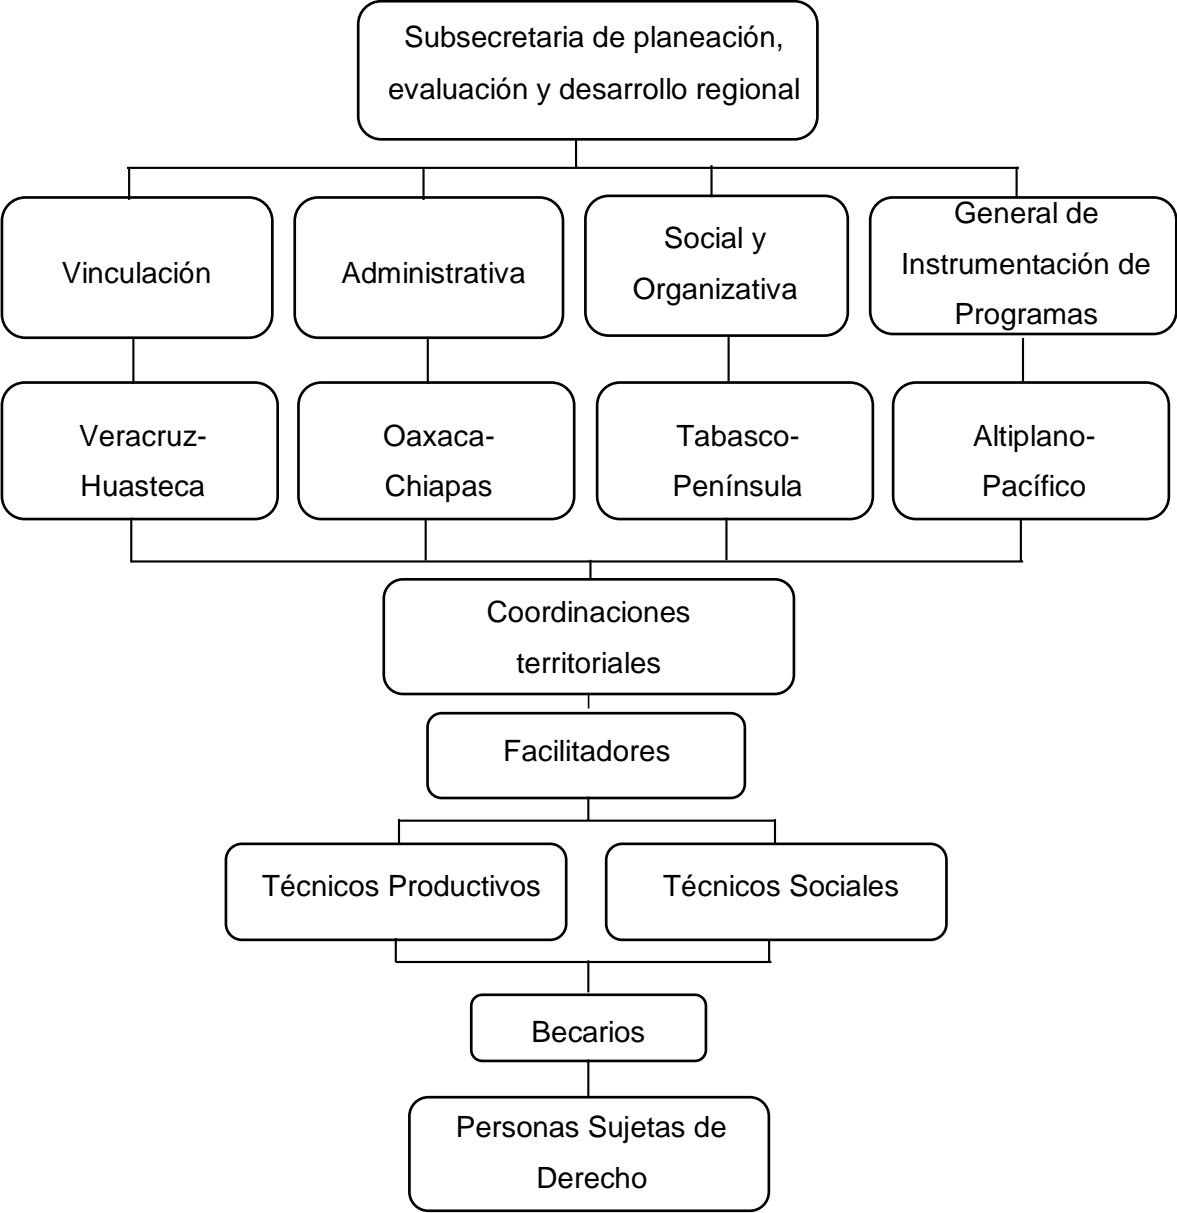 Subsecretaria de planeación,
evaluación y desarrollo regional
Vinculación
Administrativa
Social y
Organizativa
General de
Instrumentación de
Programas
Veracruz-
Huasteca
Oaxaca-
Chiapas
Tabasco-
Península
Altiplano-
Pacífico
Coordinaciones
territoriales
Facilitadores
Técnicos Productivos
Técnicos Sociales
Becarios
Personas Sujetas de
Derecho